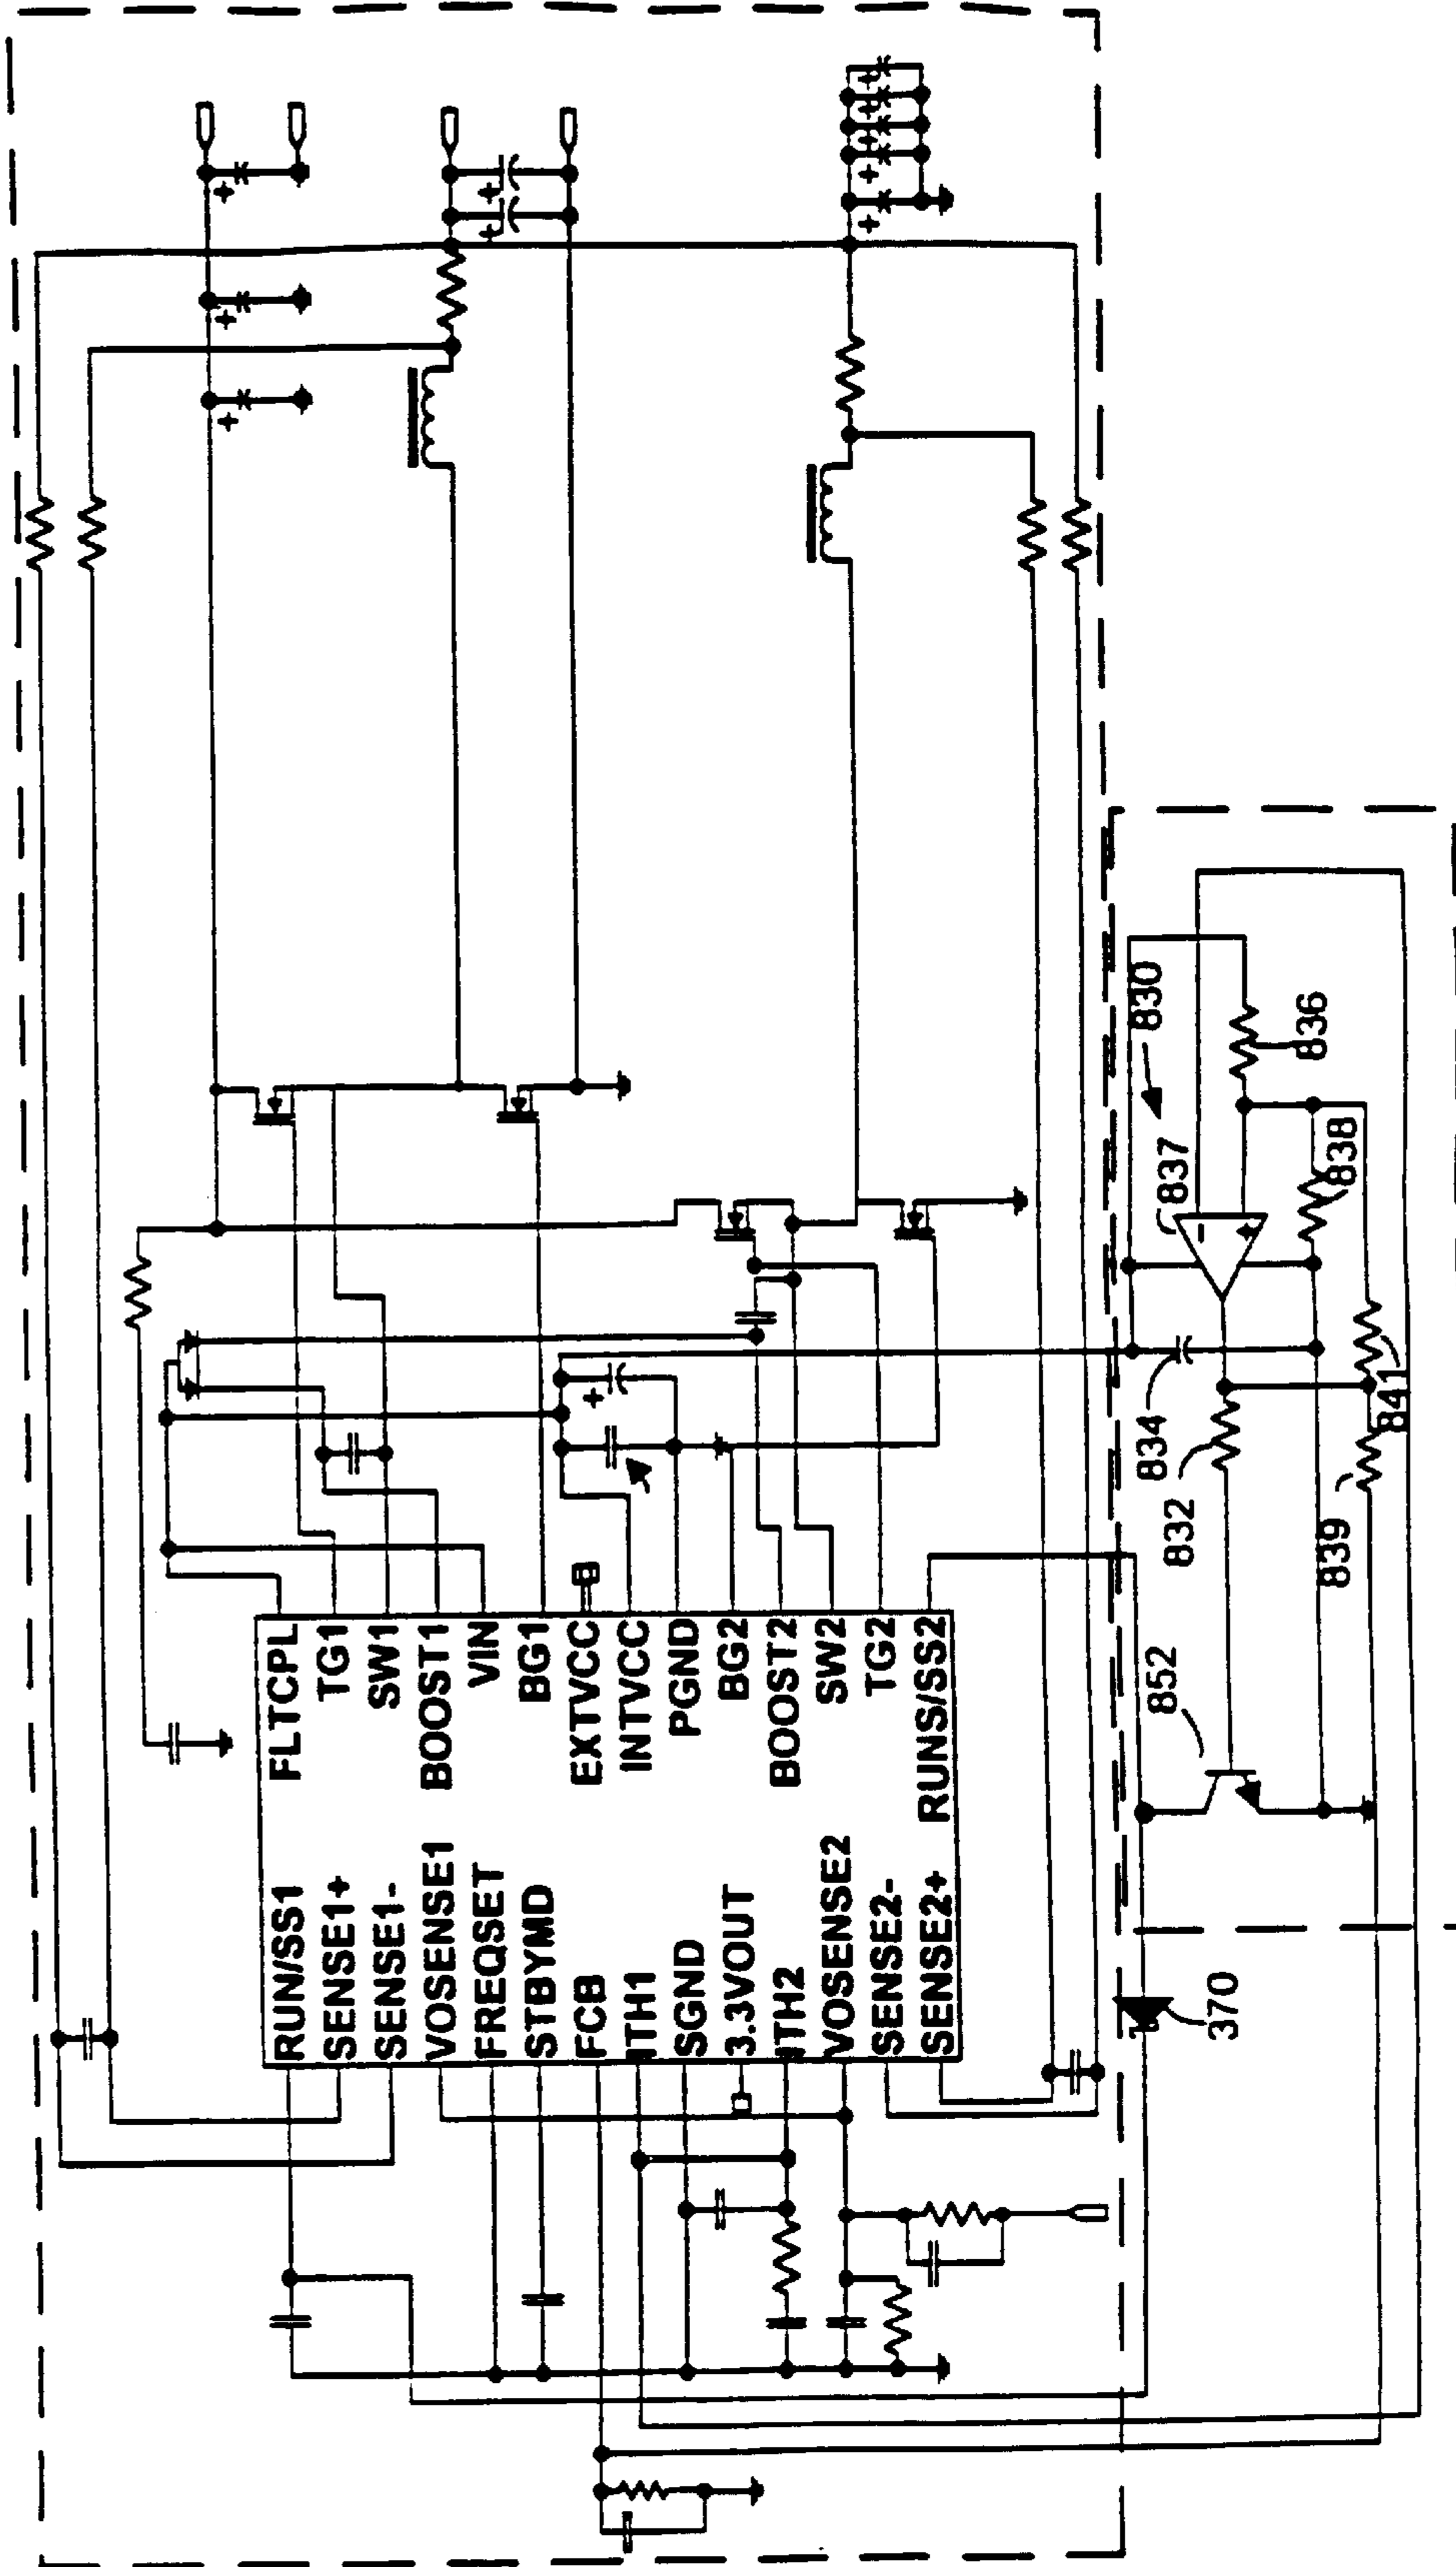 FLTCPL
TG1
SW1
BOOST1
VIN
BG1
EXTVCC
INTVCC
PGND
BG2
BOOST2
SW2
TG2
RUNS/SS2
RUN/SS1
SENSE1+
SENSE1-
VOSENSE1
FREQSET
STBYMD
FCB
ITH1
SGND
3.3VOUT
ITH2
VOSENSE2
SENSE2-
SENSE2+
830
836
837
838
834
841
832
839
852
370